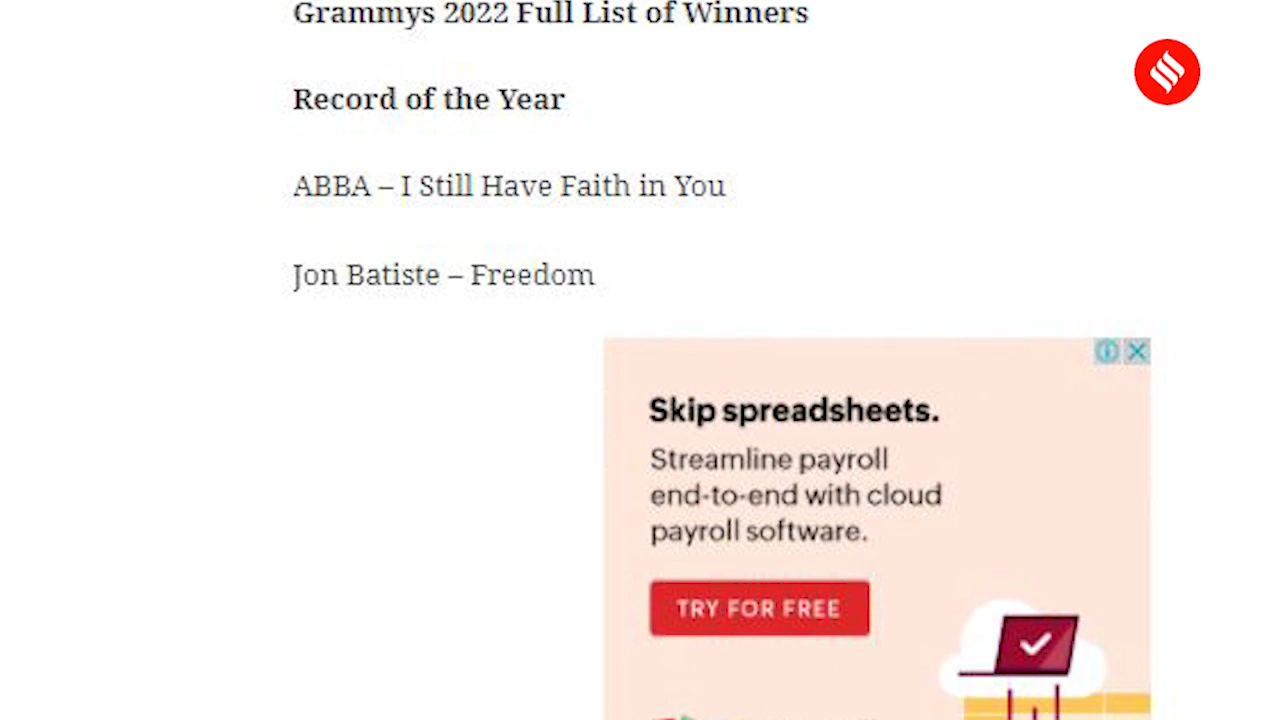 Grammys 2022 Full List of Winners
Record of the Year
ABBA – I Still Have Faith in You
Jon Batiste – Freedom
Skip spreadsheets.
Streamline payroll
end-to-end with cloud
payroll software.
TRY FOR FREE